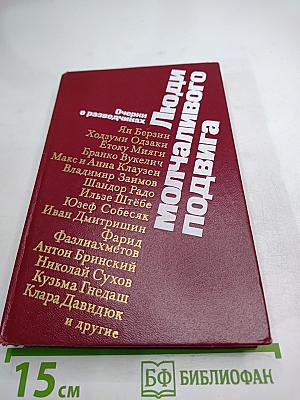 Очерки
о разведчиках
Люди
молчаливого
подвига
Ян Берзин
Ходзуми Одзаки
Ётоку Мияги
Бранко Вукелич
Макс и Анна Клаузен
Владимир Заимов
Шандор Радо
Ильзе Штёбе
Юзеф Собесяк
Иван Дмитришин
Фарид
Фазлиахметов
Антон Бринский
Николай Сухов
Кузьма Гнедаш
Клара Давидюк
и другие
15 см
БФ БИБЛИОФАН